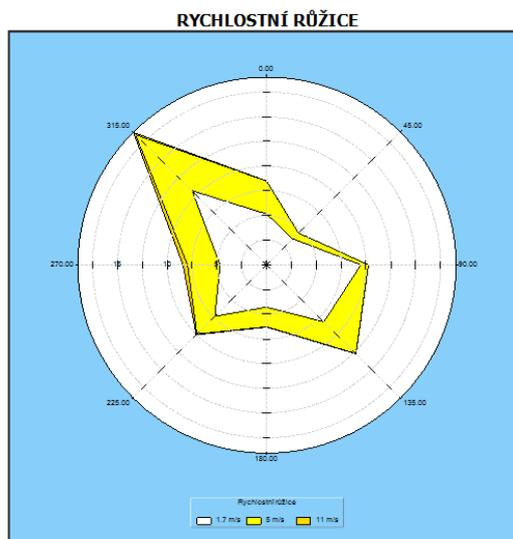 RYCHLOSTNÍ RŮŽICE
0.00
315.00
45.00
270.00 15 10 5 90.00
225.00
135.00
180.00
Rychlostní růžice
1.7 m/s 5 m/s 11 m/s